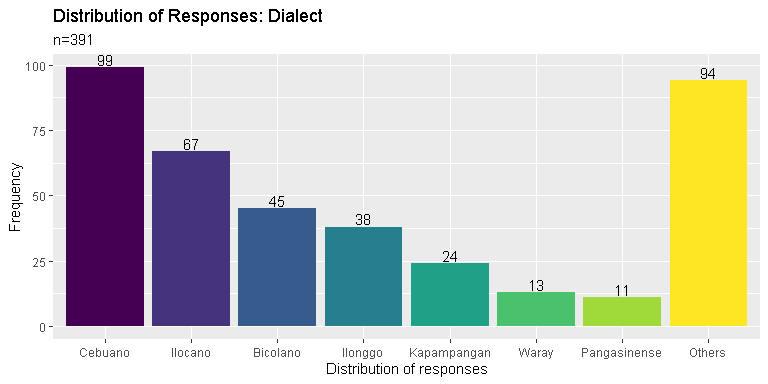 Distribution of Responses: Dialect
n=391
Frequency
100
75
50
25
0
99
67
45
38
24
13
11
94
Cebuano Ilocano Bicolano Ilonggo Kapampangan Waray Pangasinense Others
Distribution of responses